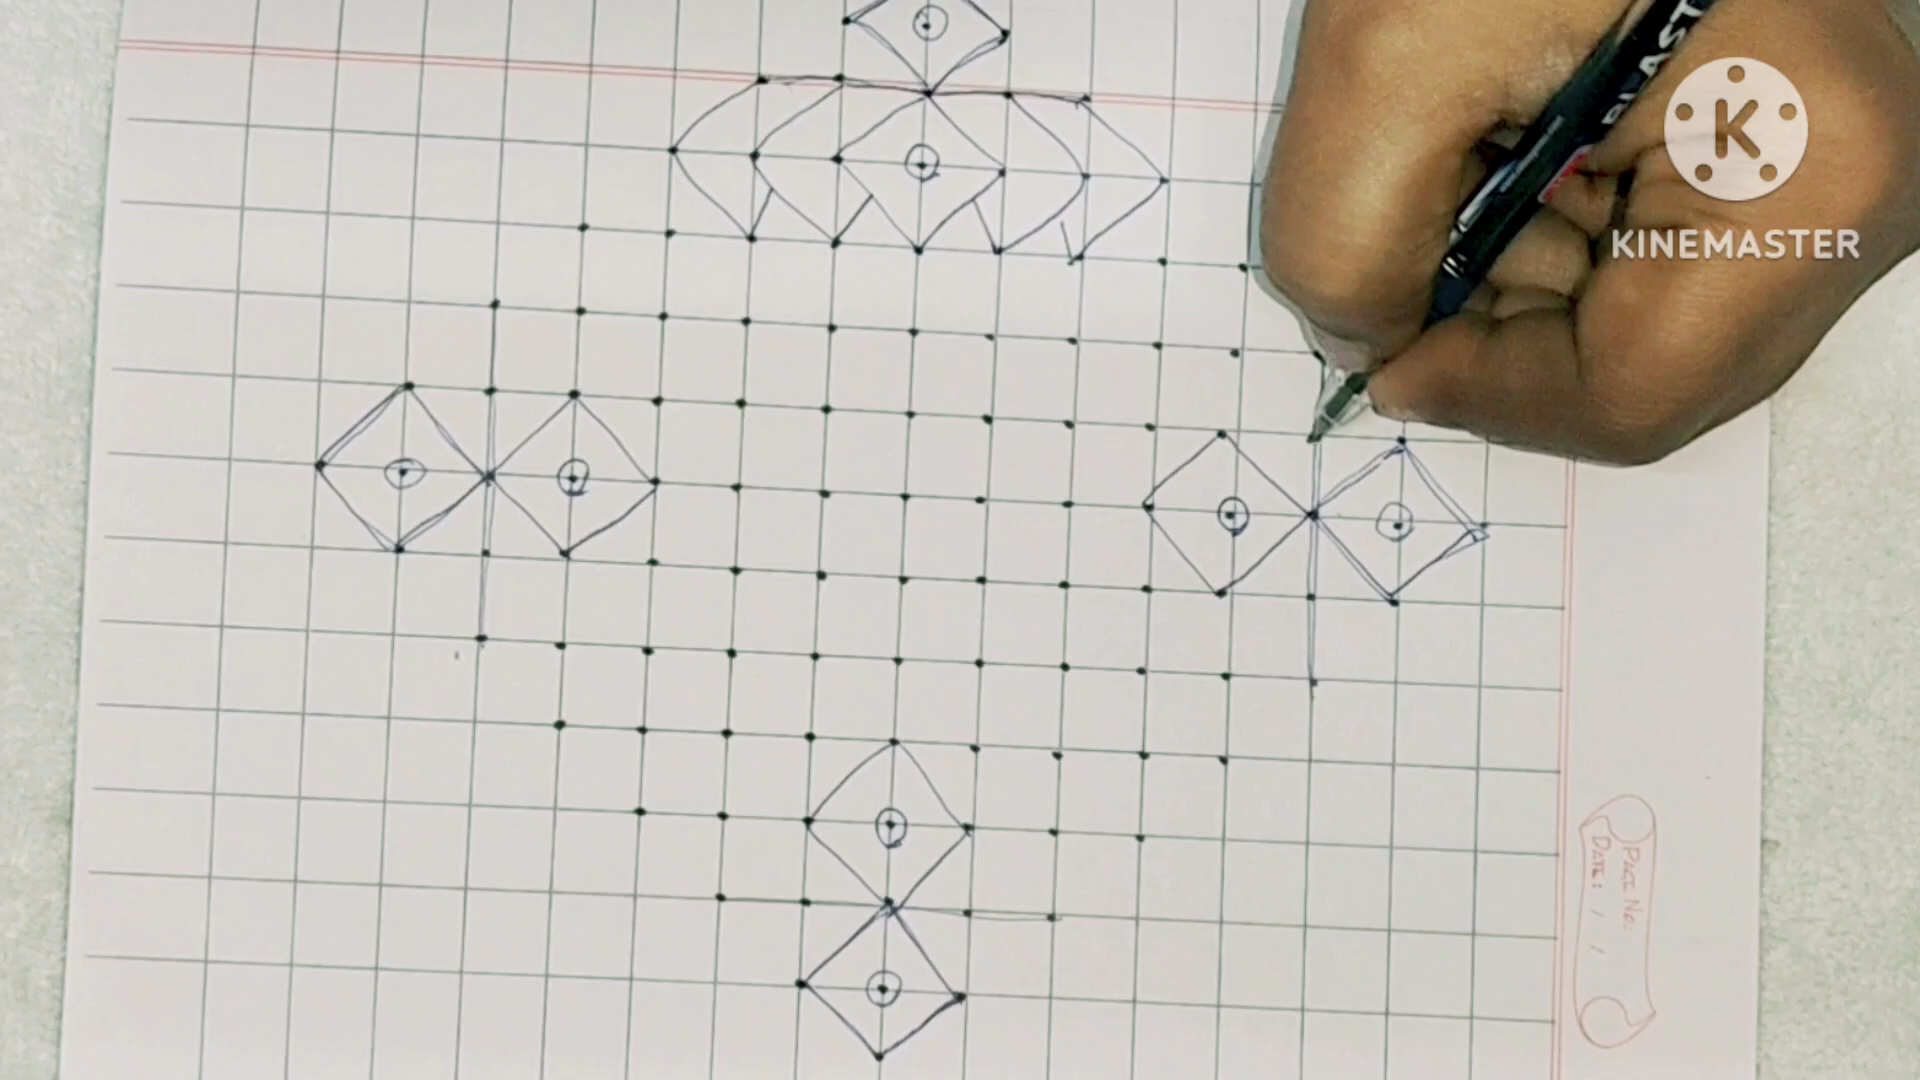 K
KINEMASTER
PAGE NO:
DATE: / /